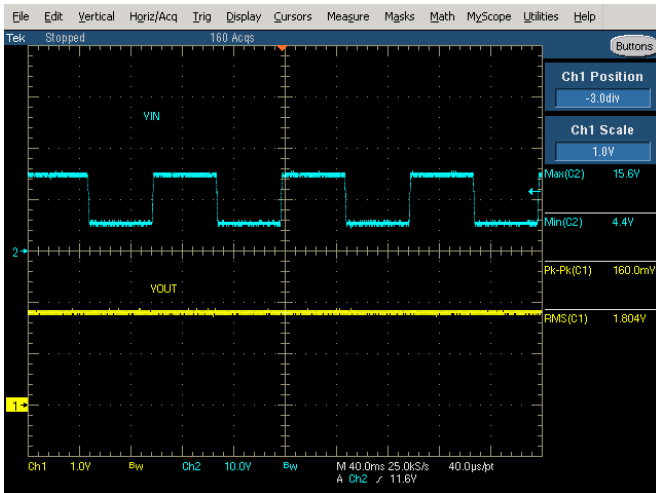 File Edit Vertical Horiz/Acq Trig Display Cursors Measure Masks Math MyScope Utilities Help
Tek Stopped 160 Acqs
Buttons
Ch1 Position
-3.0div
Ch1 Scale
1.0V
VIN
Max(C2) 15.6V
Min(C2) 4.4V
2
Pk-Pk(C1) 160.0mV
VOUT
RMS(C1) 1.804V
1
Ch1 1.0V Bw Ch2 10.0V Bw M 40.0ms 25.0kS/s 40.0µs/pt
A Ch2 ∕ 11.6V